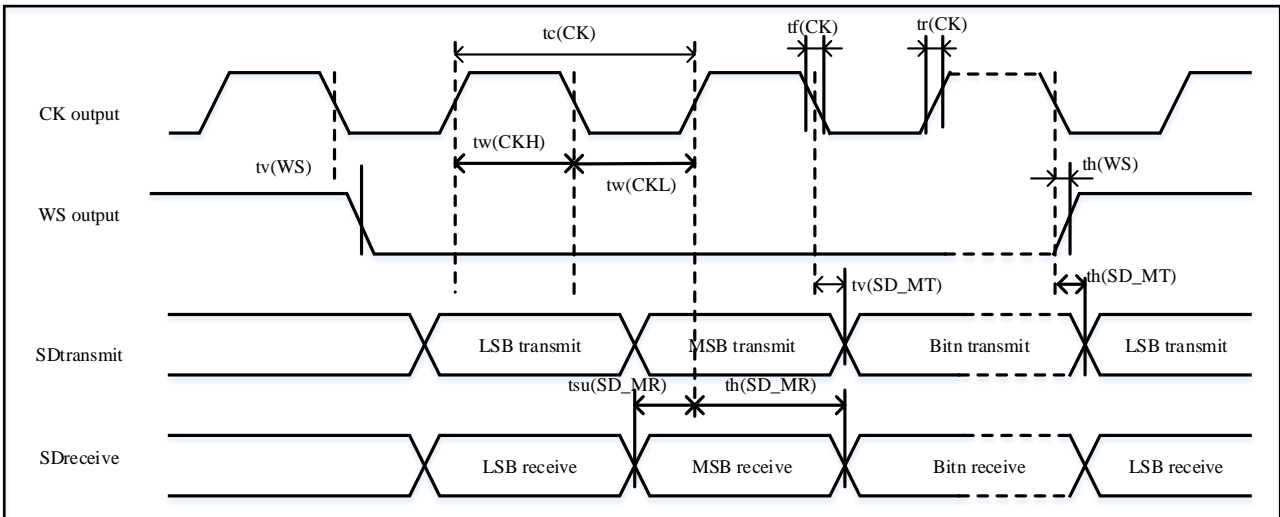 tc(CK)
tf(CK)
tr(CK)
CK output
tv(WS)
tw(CKH)
tw(CKL)
th(WS)
WS output
tv(SD_MT)
th(SD_MT)
SDtransmit
LSB transmit
MSB transmit
Bitn transmit
LSB transmit
tsu(SD_MR)
th(SD_MR)
SDreceive
LSB receive
MSB receive
Bitn receive
LSB receive